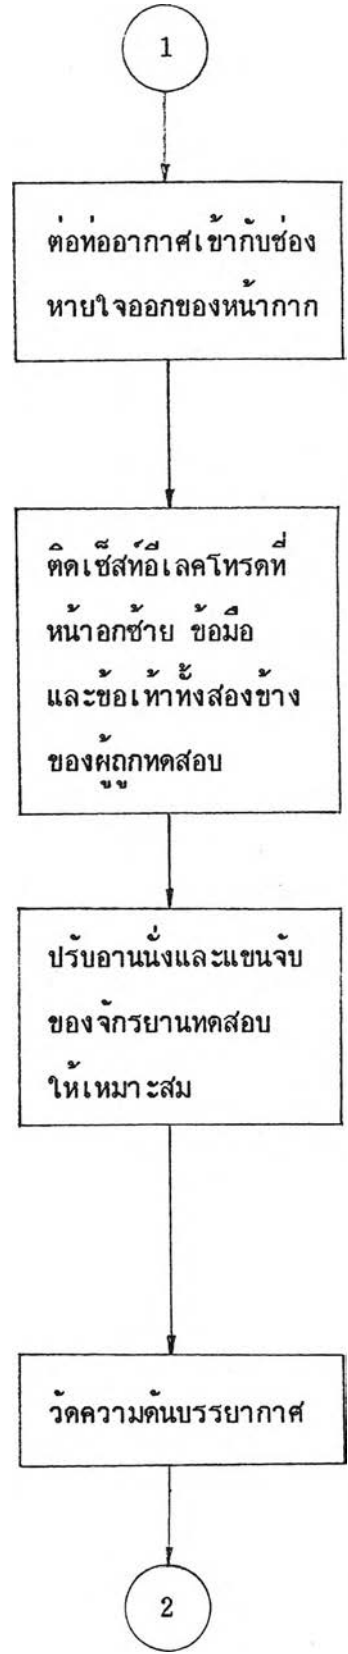 1
ต่อท่ออากาศเข้ากับช่อง
หายใจออกของหน้ากาก
ติดเช็สท์อีเลคโทรดที่
หน้าอกซ้าย ข้อมือ
และข้อเท้าทั้งสองข้าง
ของผู้ถูกทดสอบ
ปรับอานนั่งและแขนจับ
ของจักรยานทดสอบ
ให้เหมาะสม
วัดความดันบรรยากาศ
2